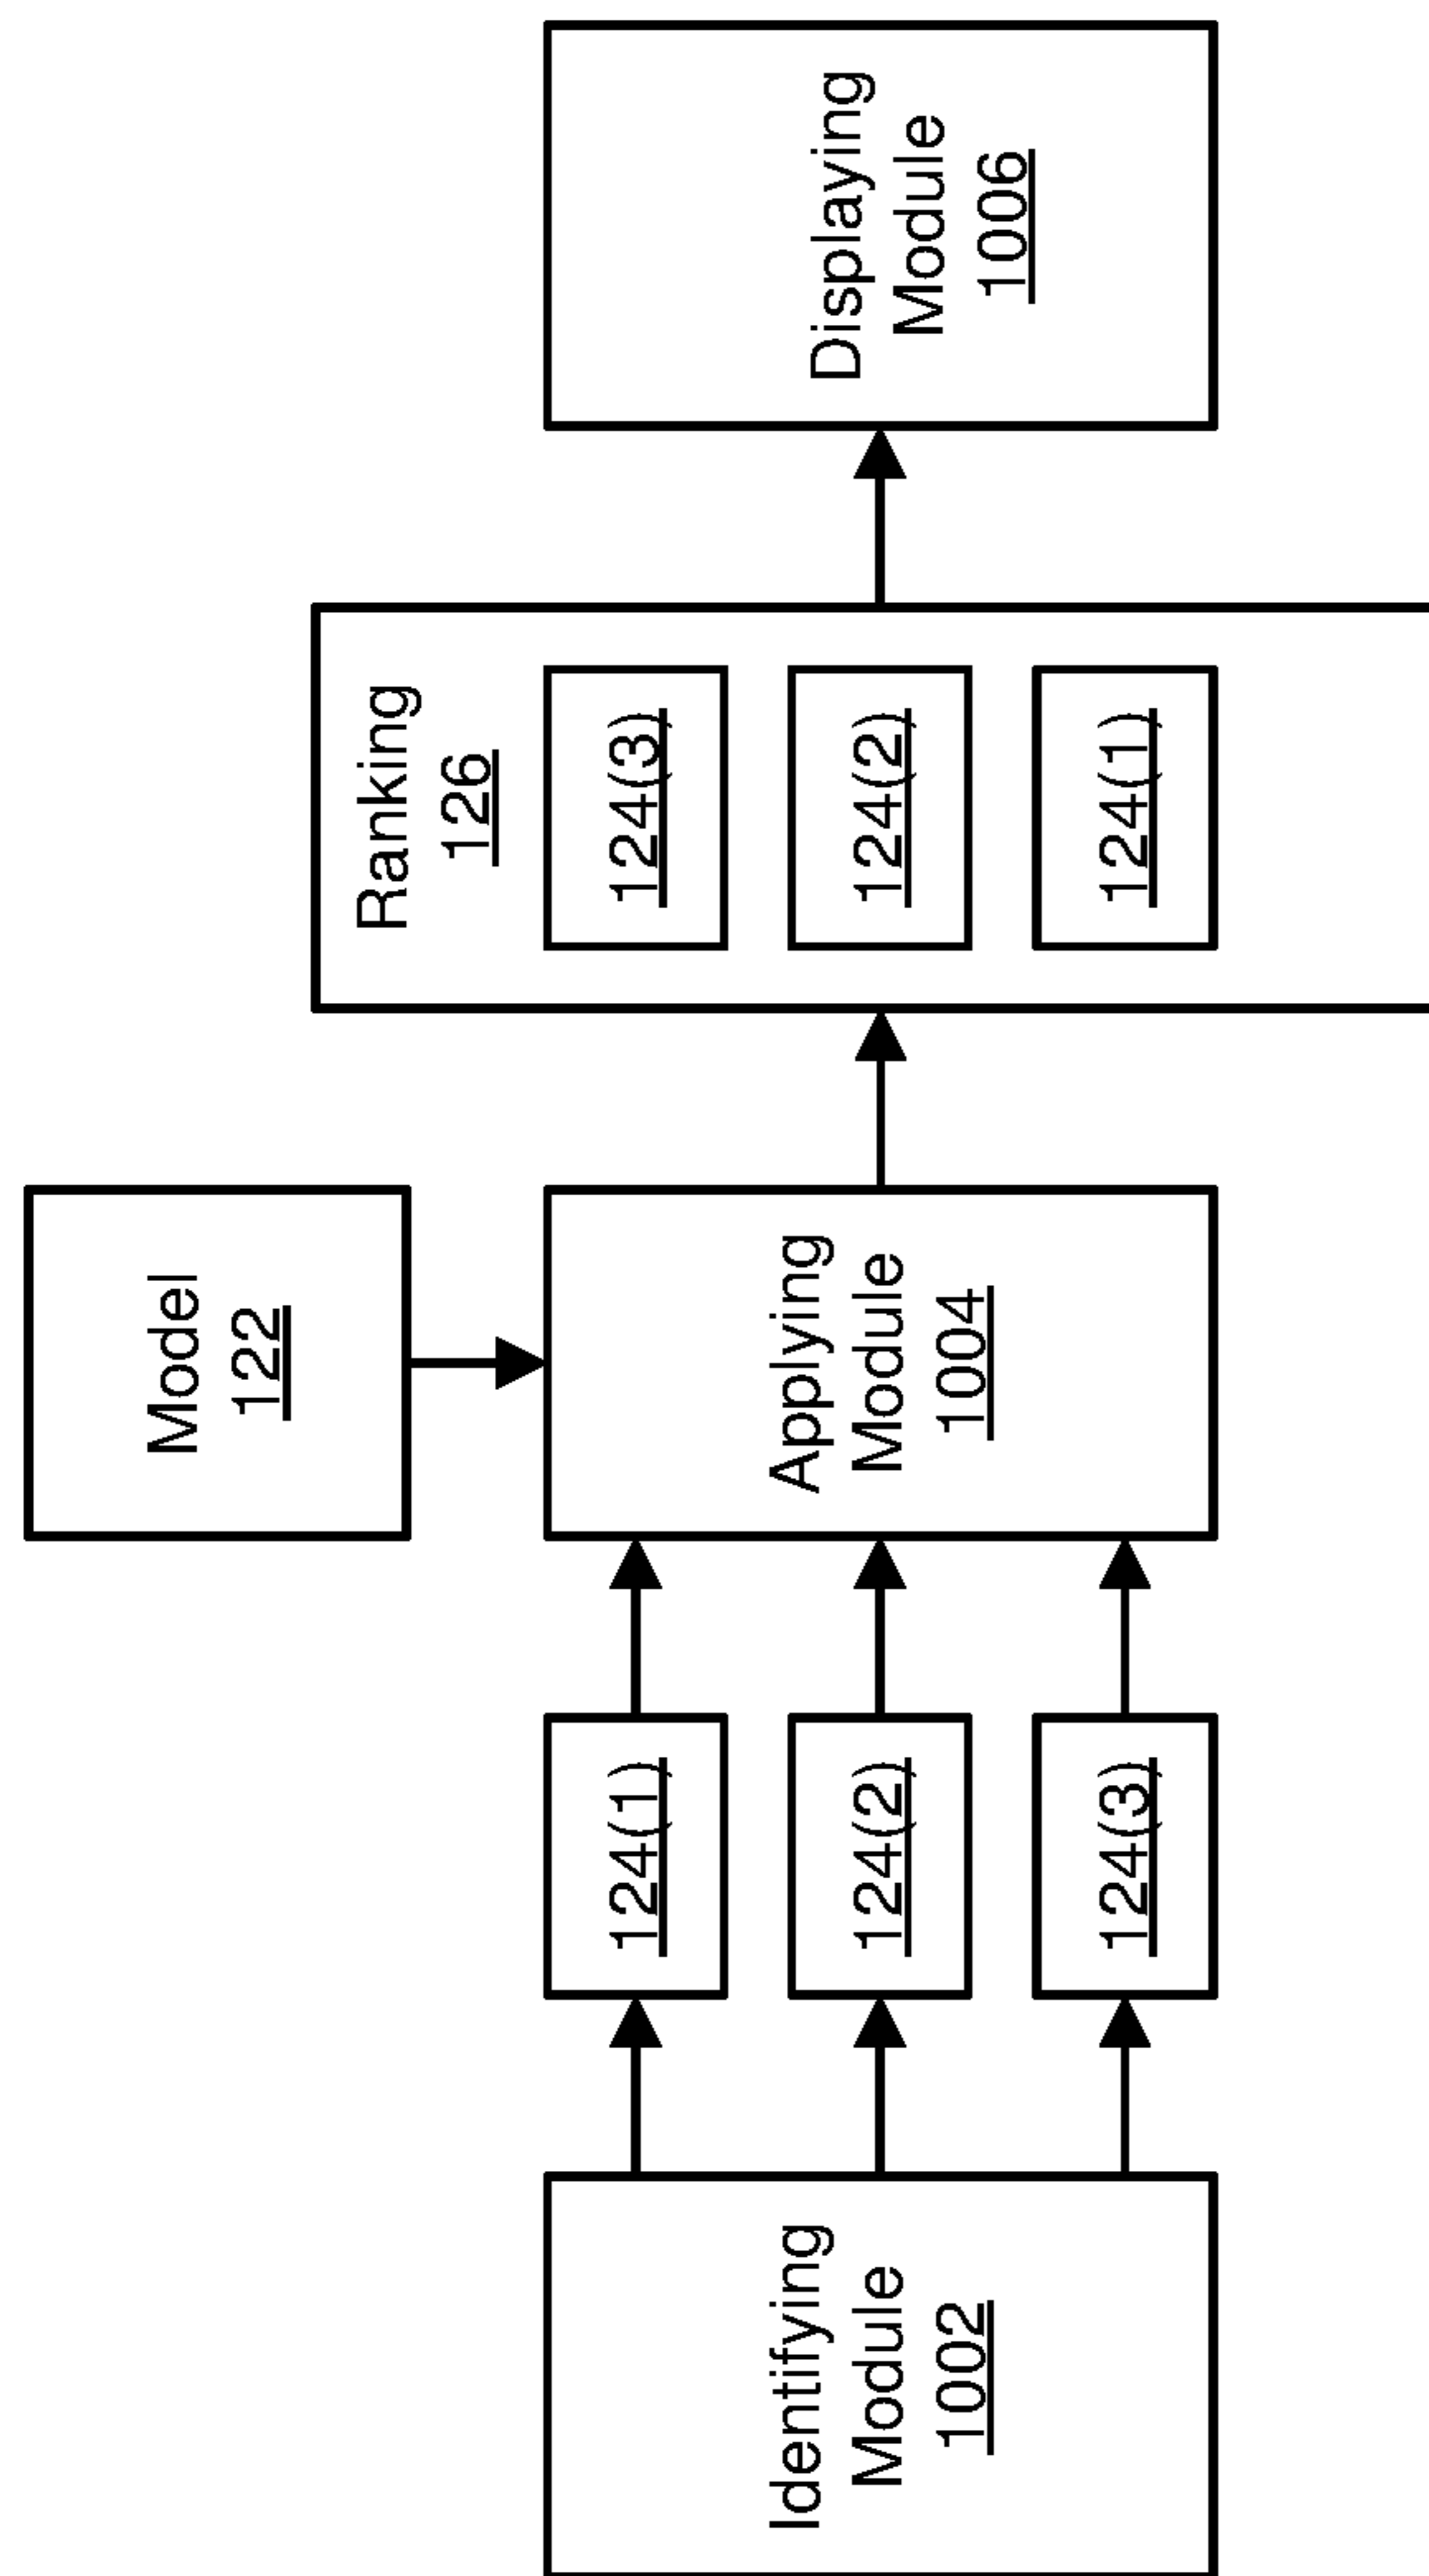 Identifying
Module
1002
124(1)
124(2)
124(3)
Model
122
Applying
Module
1004
Ranking
126
124(3)
124(2)
124(1)
Displaying
Module
1006